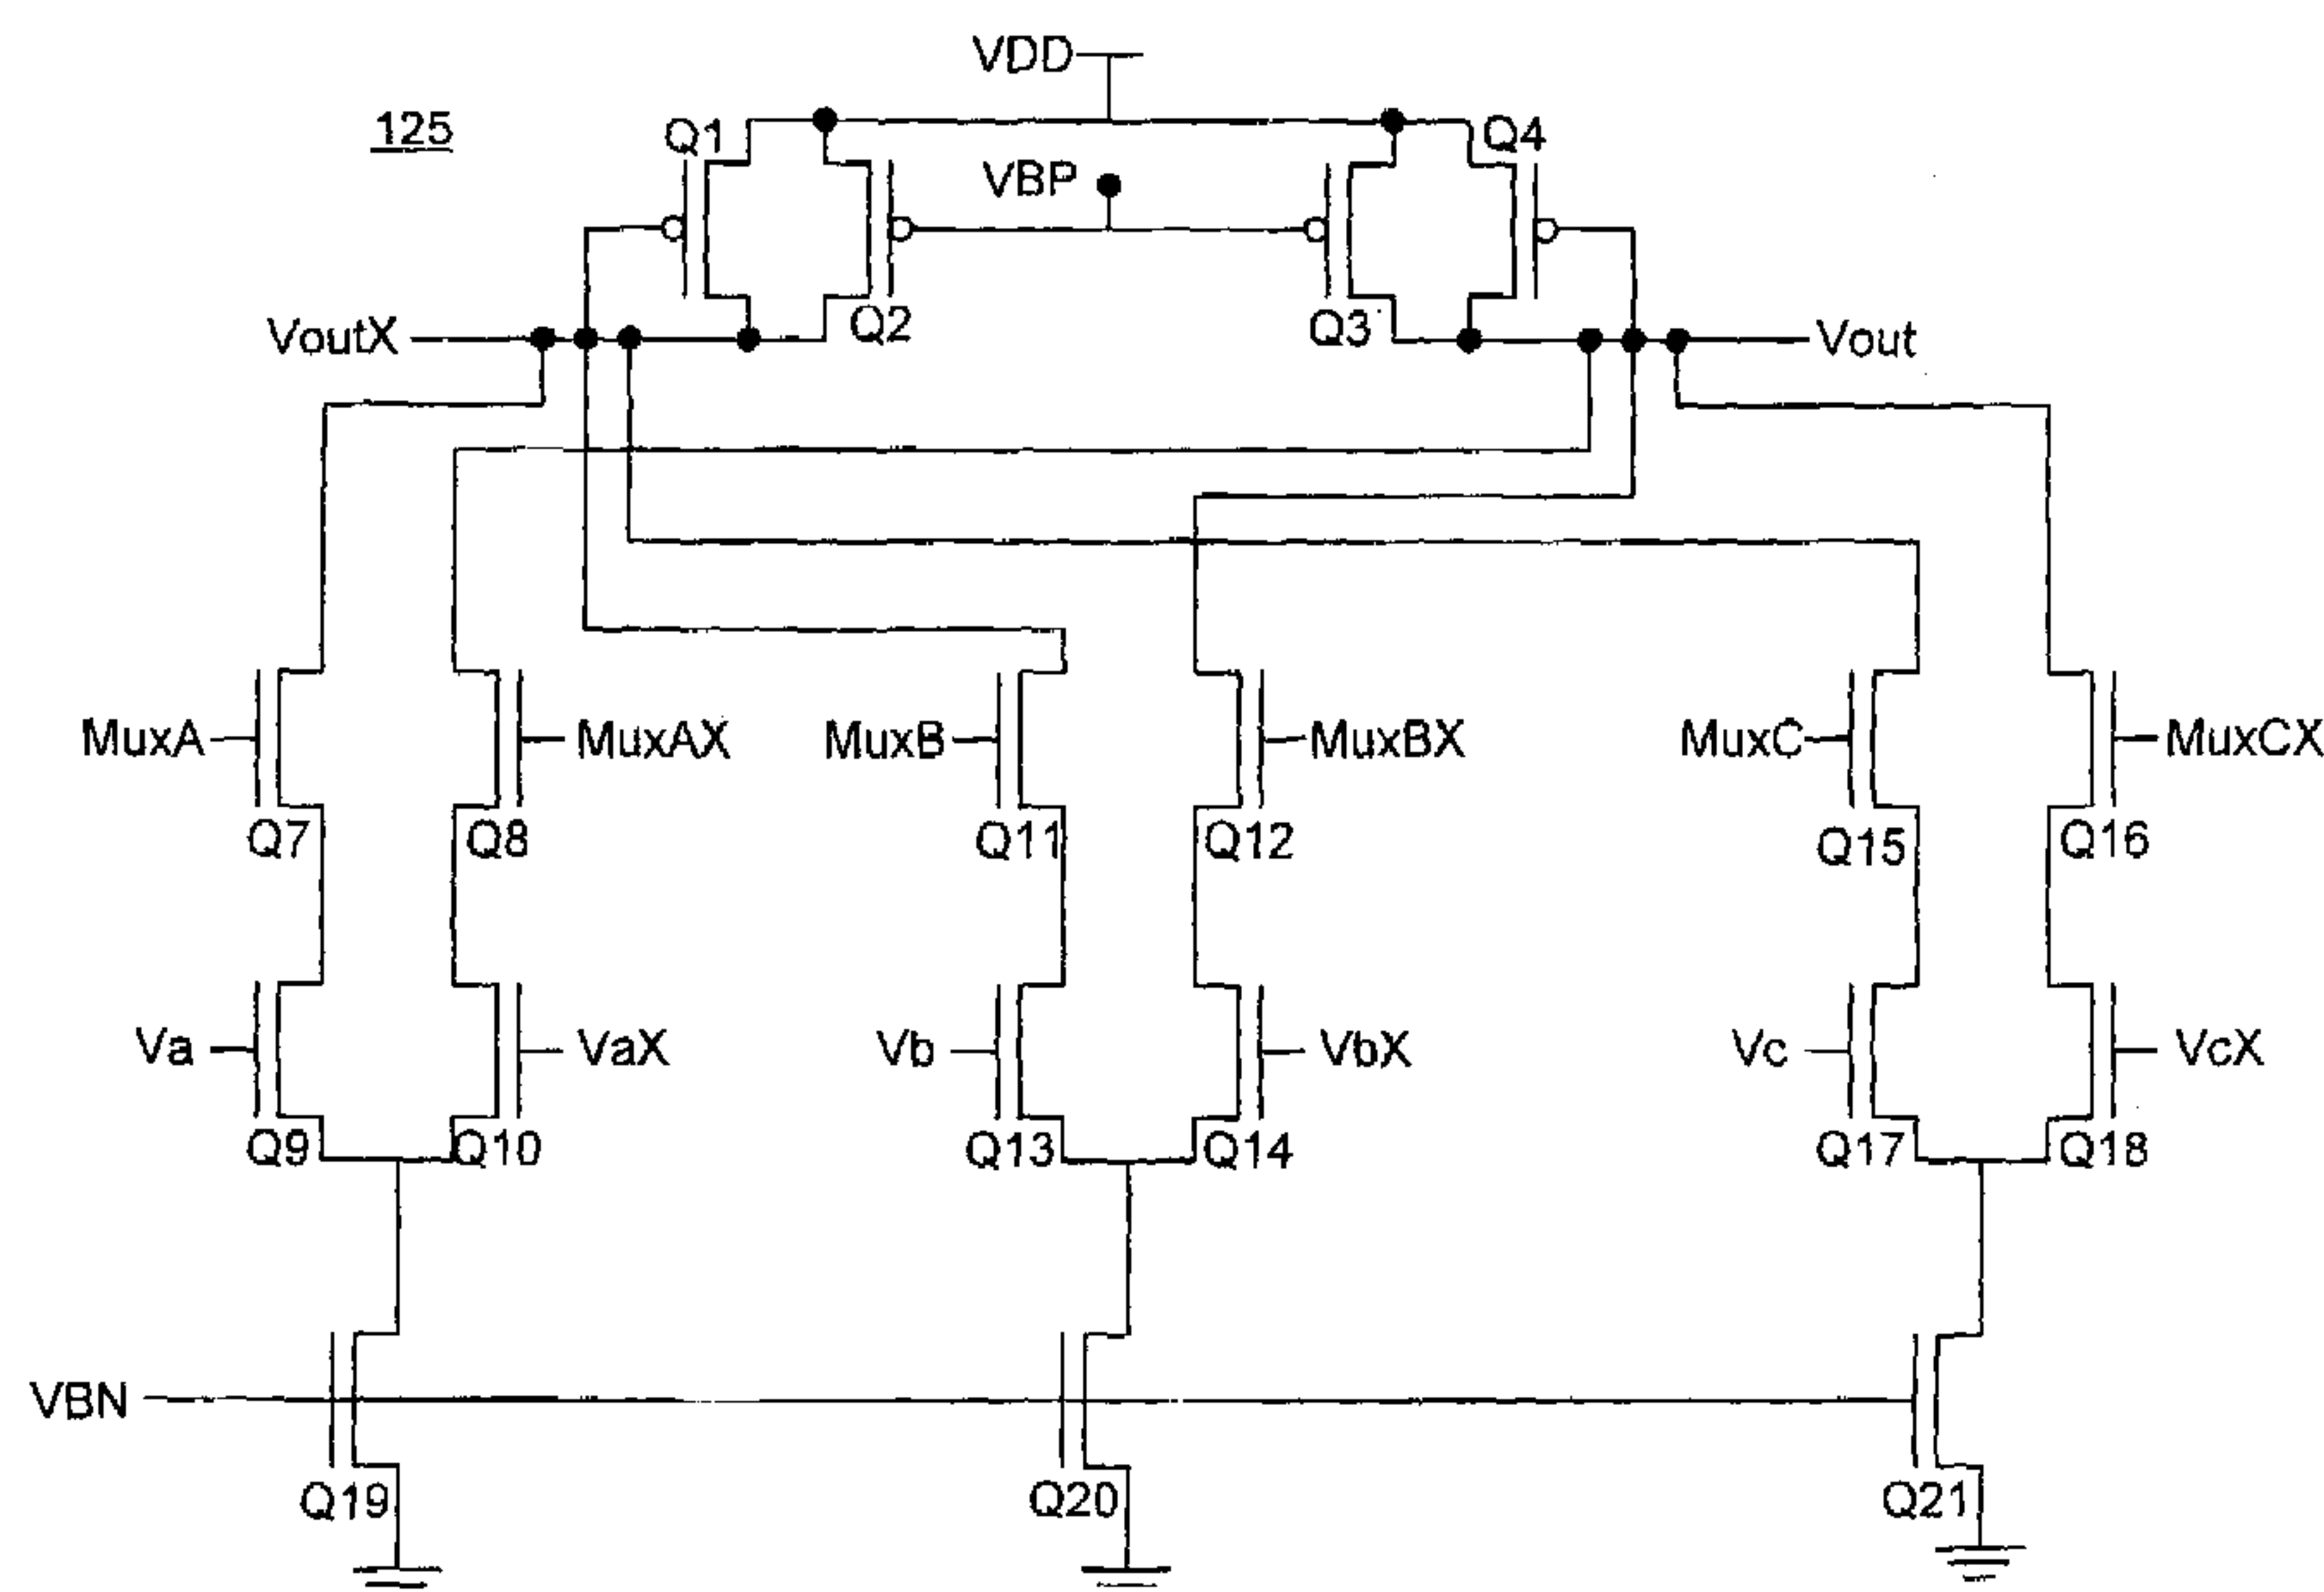 VDD
125
Q1
Q4
VBP
Q2
Q3
VoutX
Vout
MuxA
MuxAX
MuxB
MuxBX
MuxC
MuxCX
Q7
Q8
Q11
Q12
Q15
Q16
Va
VaX
Vb
VbX
Vc
VcX
Q9
Q10
Q13
Q14
Q17
Q18
VBN
Q19
Q20
Q21